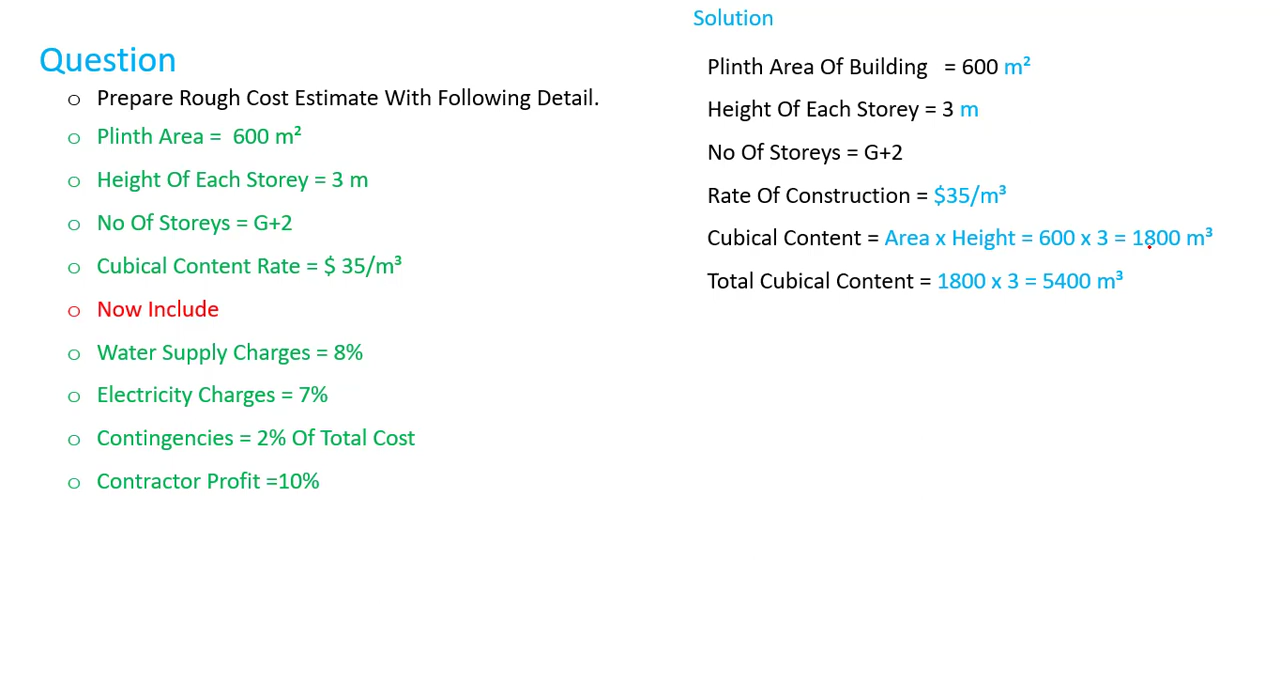 Question
o Prepare Rough Cost Estimate With Following Detail.
o Plinth Area = 600 m²
o Height Of Each Storey = 3 m
o No Of Storeys = G+2
o Cubical Content Rate = $ 35/m³
o Now Include
o Water Supply Charges = 8%
o Electricity Charges = 7%
o Contingencies = 2% Of Total Cost
o Contractor Profit =10%
Solution
Plinth Area Of Building = 600 m²
Height Of Each Storey = 3 m
No Of Storeys = G+2
Rate Of Construction = $35/m³
Cubical Content = Area x Height = 600 x 3 = 1800 m³
Total Cubical Content = 1800 x 3 = 5400 m³